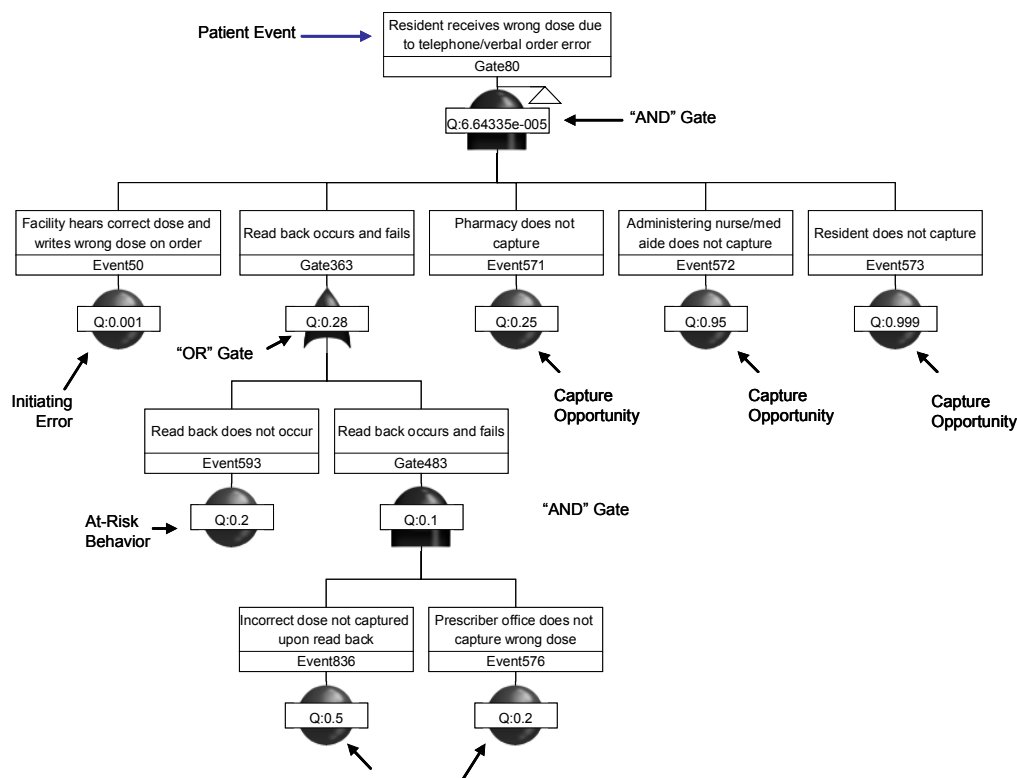 Patient Event
Resident receives wrong dose due
to telephone/verbal order error
Gate80
Q:6.64335e-005
“AND” Gate
Facility hears correct dose and
writes wrong dose on order
Event50
Q:0.001
Initiating
Error
Read back occurs and fails
Gate363
Q:0.28
“OR” Gate
Pharmacy does not
capture
Event571
Q:0.25
Capture
Opportunity
Administering nurse/med
aide does not capture
Event572
Q:0.95
Capture
Opportunity
Resident does not capture
Event573
Q:0.999
Capture
Opportunity
Read back does not occur
Event593
Q:0.2
At-Risk
Behavior
Read back occurs and fails
Gate483
Q:0.1
“AND” Gate
Incorrect dose not captured
upon read back
Event836
Q:0.5
Prescriber office does not
capture wrong dose
Event576
Q:0.2